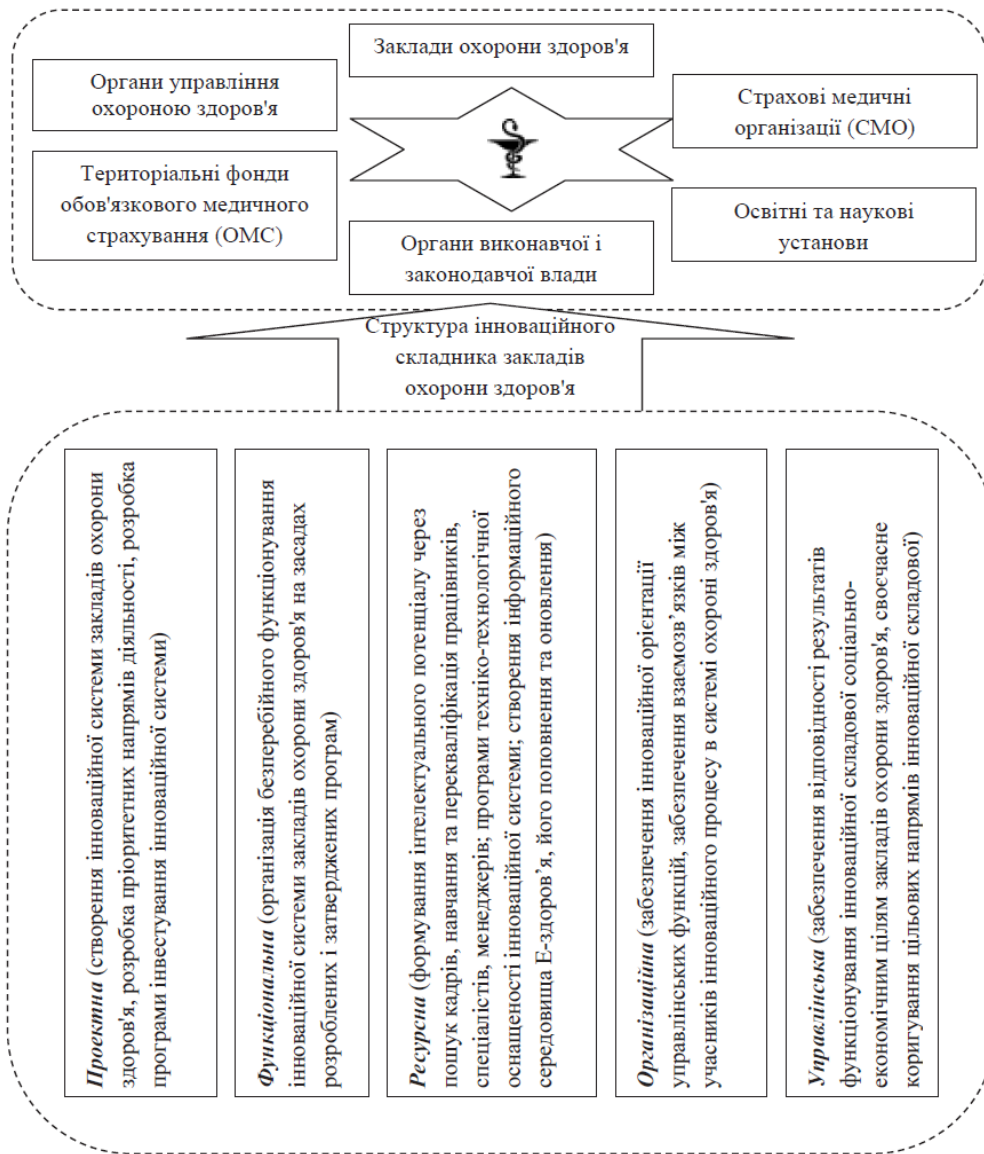 Заклади охорони здоров'я
Органи управління
охороною здоров'я
Страхові медичні
організації (СМО)
Територіальні фонди
обов'язкового медичного
страхування (ОМС)
Освітні та наукові
установи
Органи виконавчої і
законодавчої влади
Структура інноваційного
складника закладів
охорони здоров'я
Проектна (створення інноваційної системи закладів охорони
здоров'я, розробка пріоритетних напрямів діяльності, розробка
програми інвестування інноваційної системи)
Функціональна (організація безперебійного функціонування
інноваційної системи закладів охорони здоров'я на засадах
розроблених і затверджених програм)
Ресурсна (формування інтелектуального потенціалу через
пошук кадрів, навчання та перекваліфікація працівників,
спеціалістів, менеджерів; програми техніко-технологічної
оснащеності інноваційної системи; створення інформаційного
середовища Е-здоров’я, його поповнення та оновлення)
Організаційна (забезпечення інноваційної орієнтації
управлінських функцій, забезпечення взаємозв’язків між
учасників інноваційного процесу в системі охороні здоров'я)
Управлінська (забезпечення відповідності результатів
функціонування інноваційної складової соціально-
економічним цілям закладів охорони здоров'я, своєчасне
коригування цільових напрямів інноваційної складової)